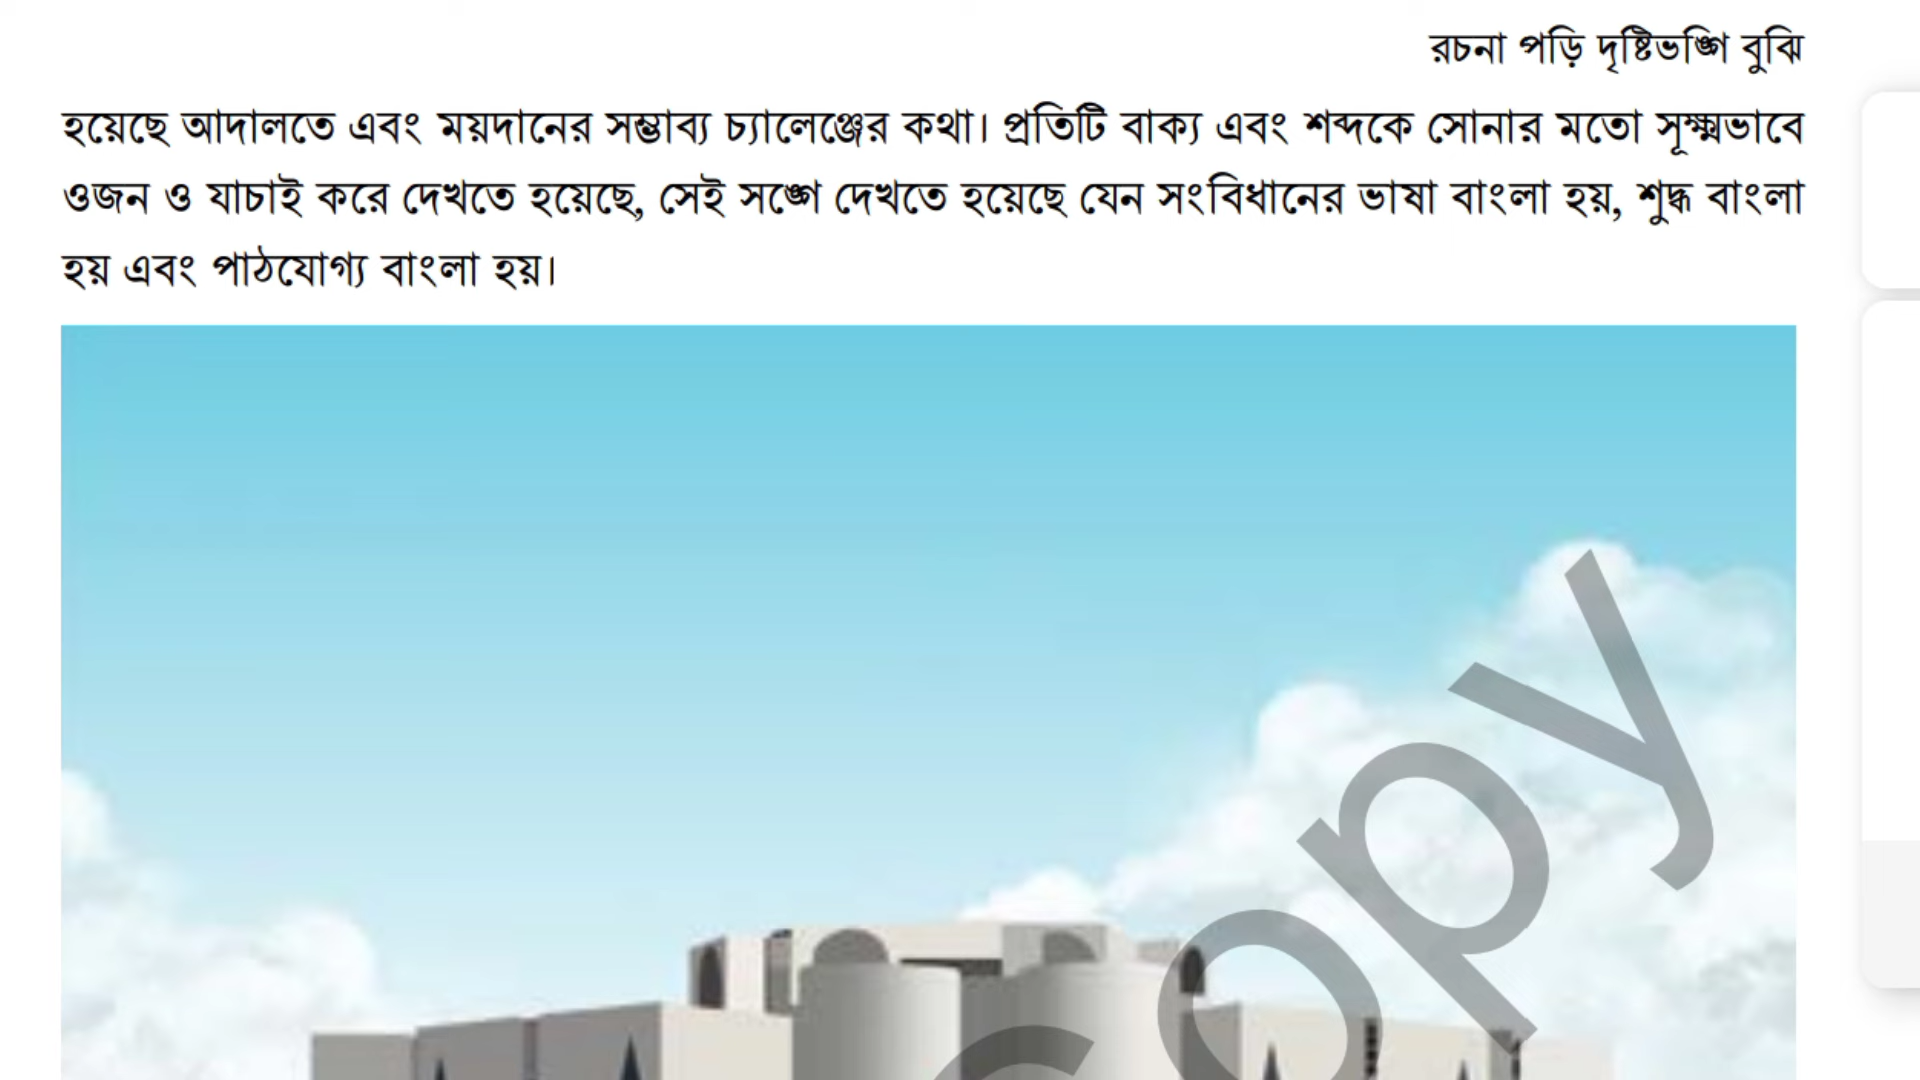 রচনা পড়ি দৃষ্টিভঙ্গি বুঝি
হয়েছে আদালতে এবং ময়দানের সম্ভাব্য চ্যালেঞ্জের কথা। প্রতিটি বাক্য এবং শব্দকে সোনার মতো সূক্ষ্মভাবে
ওজন ও যাচাই করে দেখতে হয়েছে, সেই সঙ্গে দেখতে হয়েছে যেন সংবিধানের ভাষা বাংলা হয়, শুদ্ধ বাংলা
হয় এবং পাঠযোগ্য বাংলা হয়।
copy